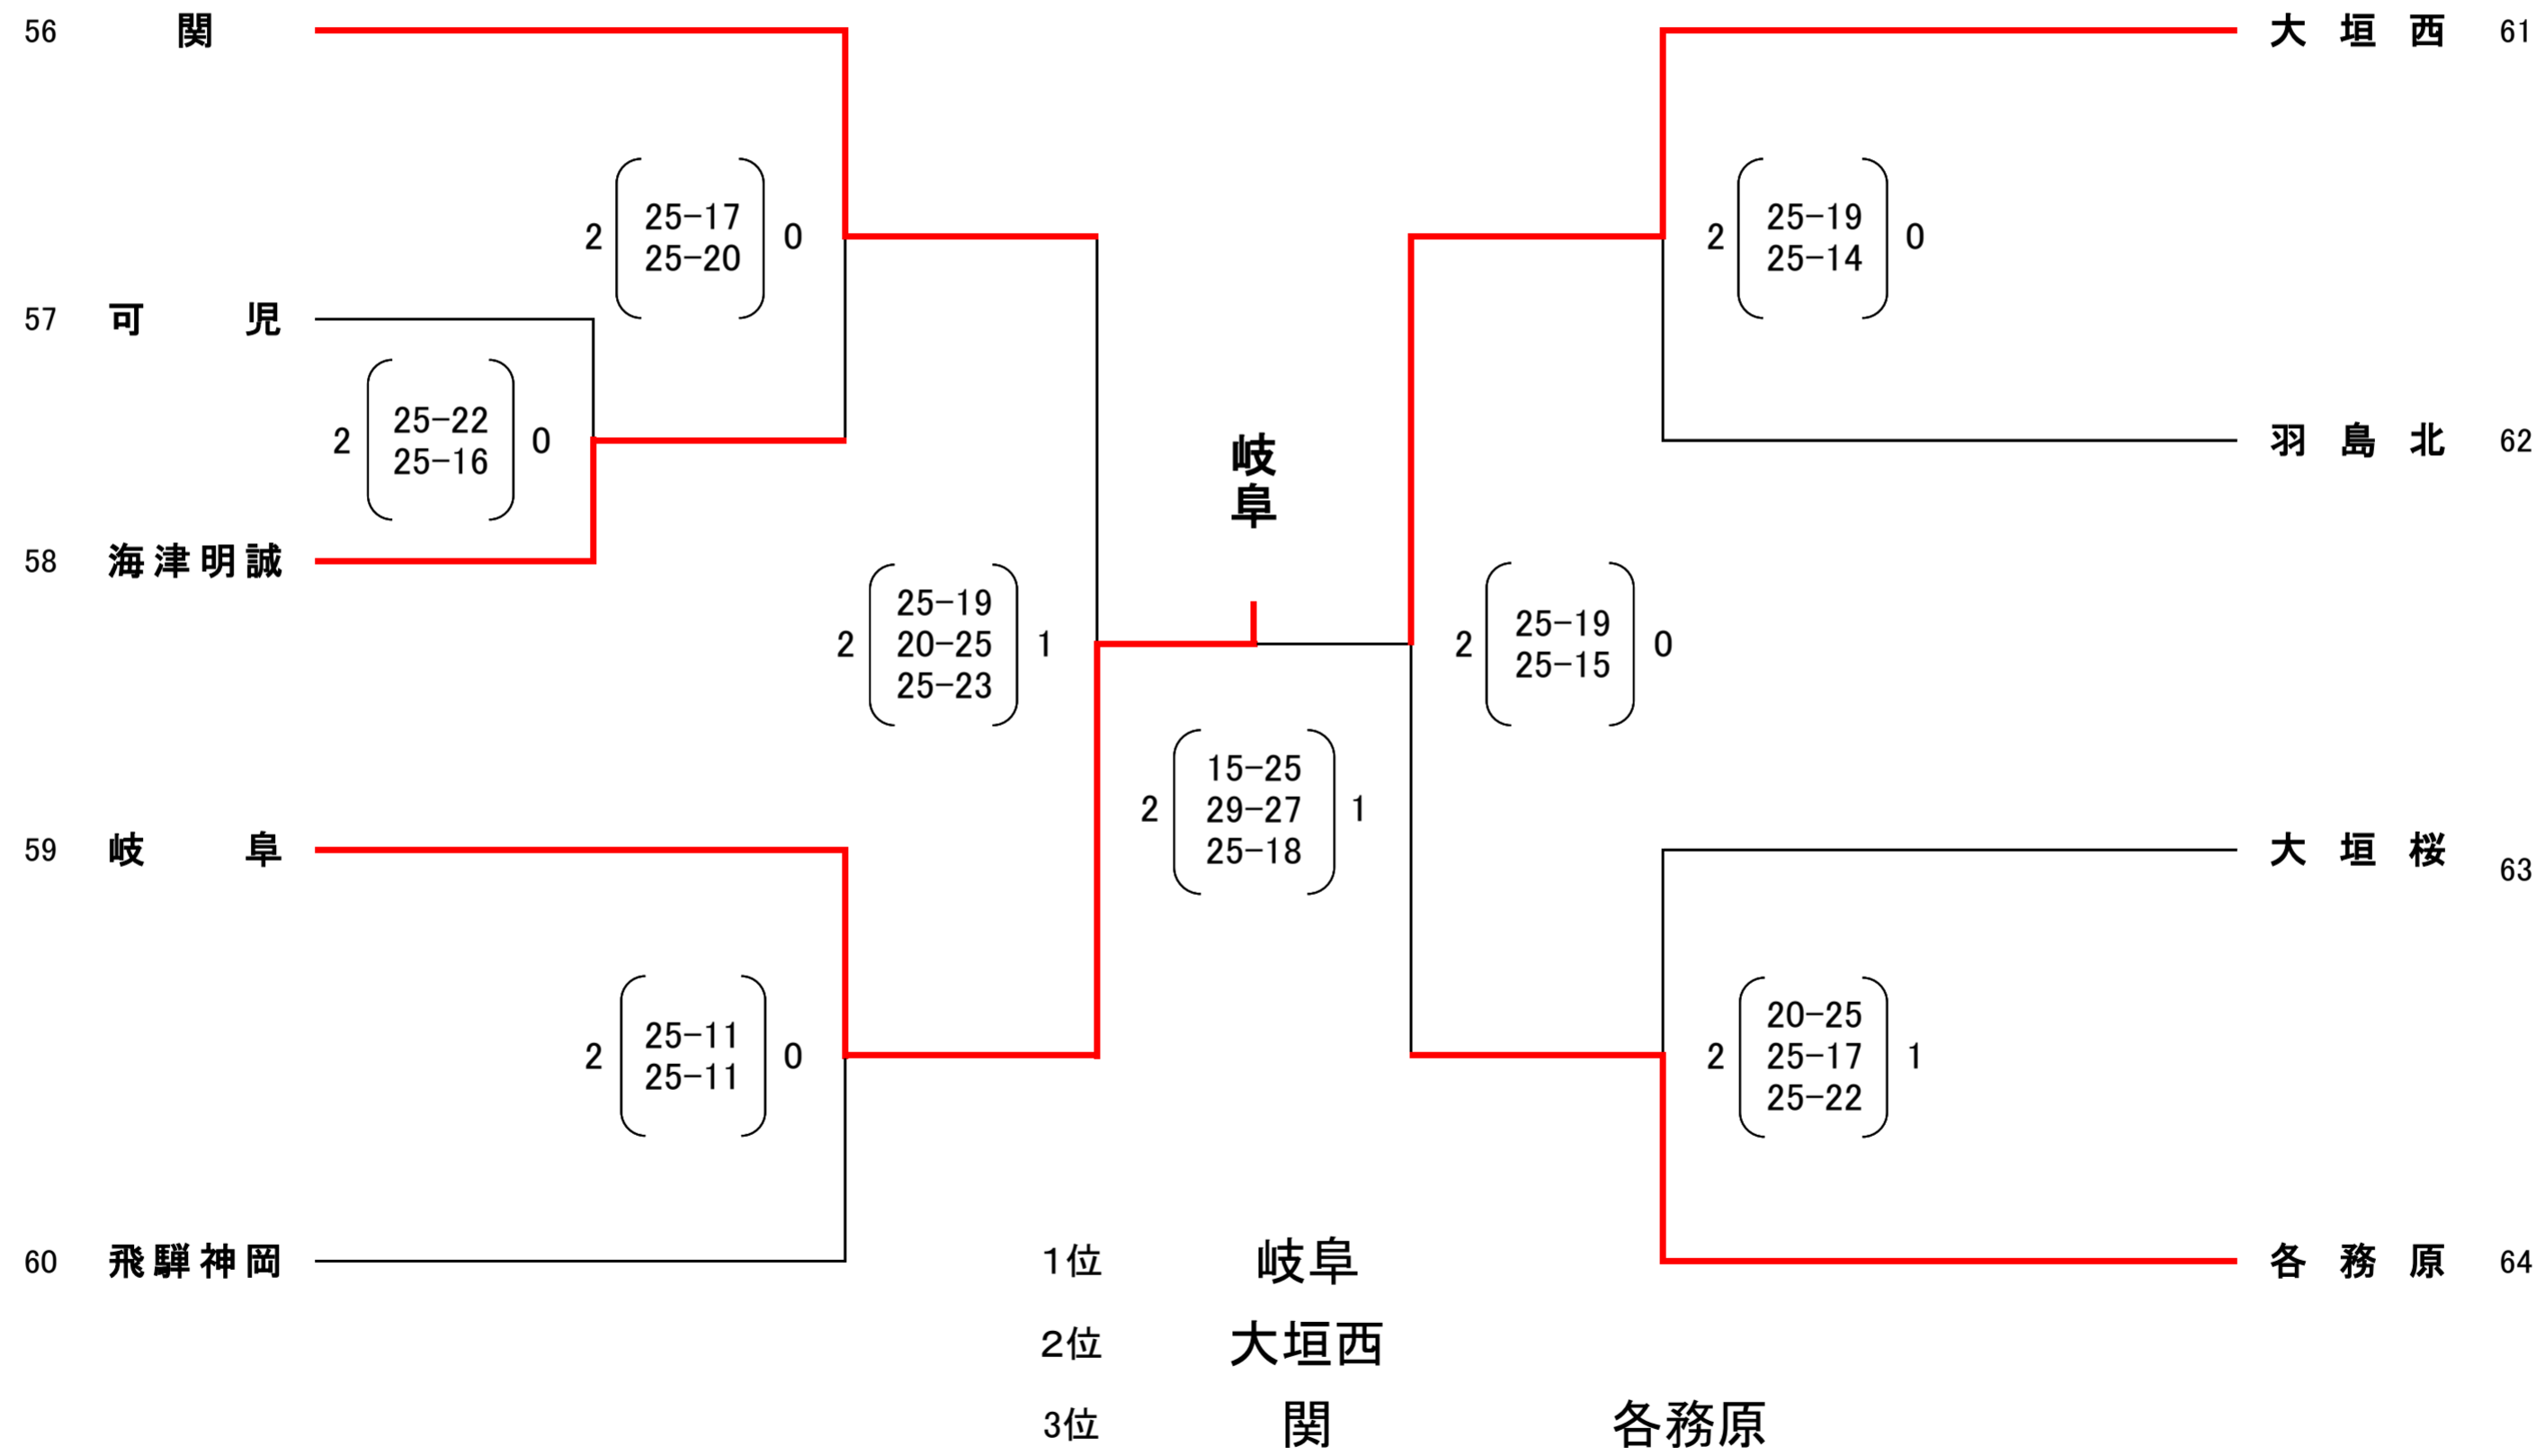 56 関
大垣西 61
2 25-17 25-20 0
2 25-19 25-14 0
57 可児
2 25-22 25-16 0
岐阜
羽島北 62
58 海津明誠
2 25-19 20-25 25-23 1
2 25-19 25-15 0
2 15-25 29-27 25-18 1
59 岐阜
大垣桜 63
2 25-11 25-11 0
2 20-25 25-17 25-22 1
60 飛騨神岡
各務原 64
1位 岐阜
2位 大垣西
3位 関 各務原